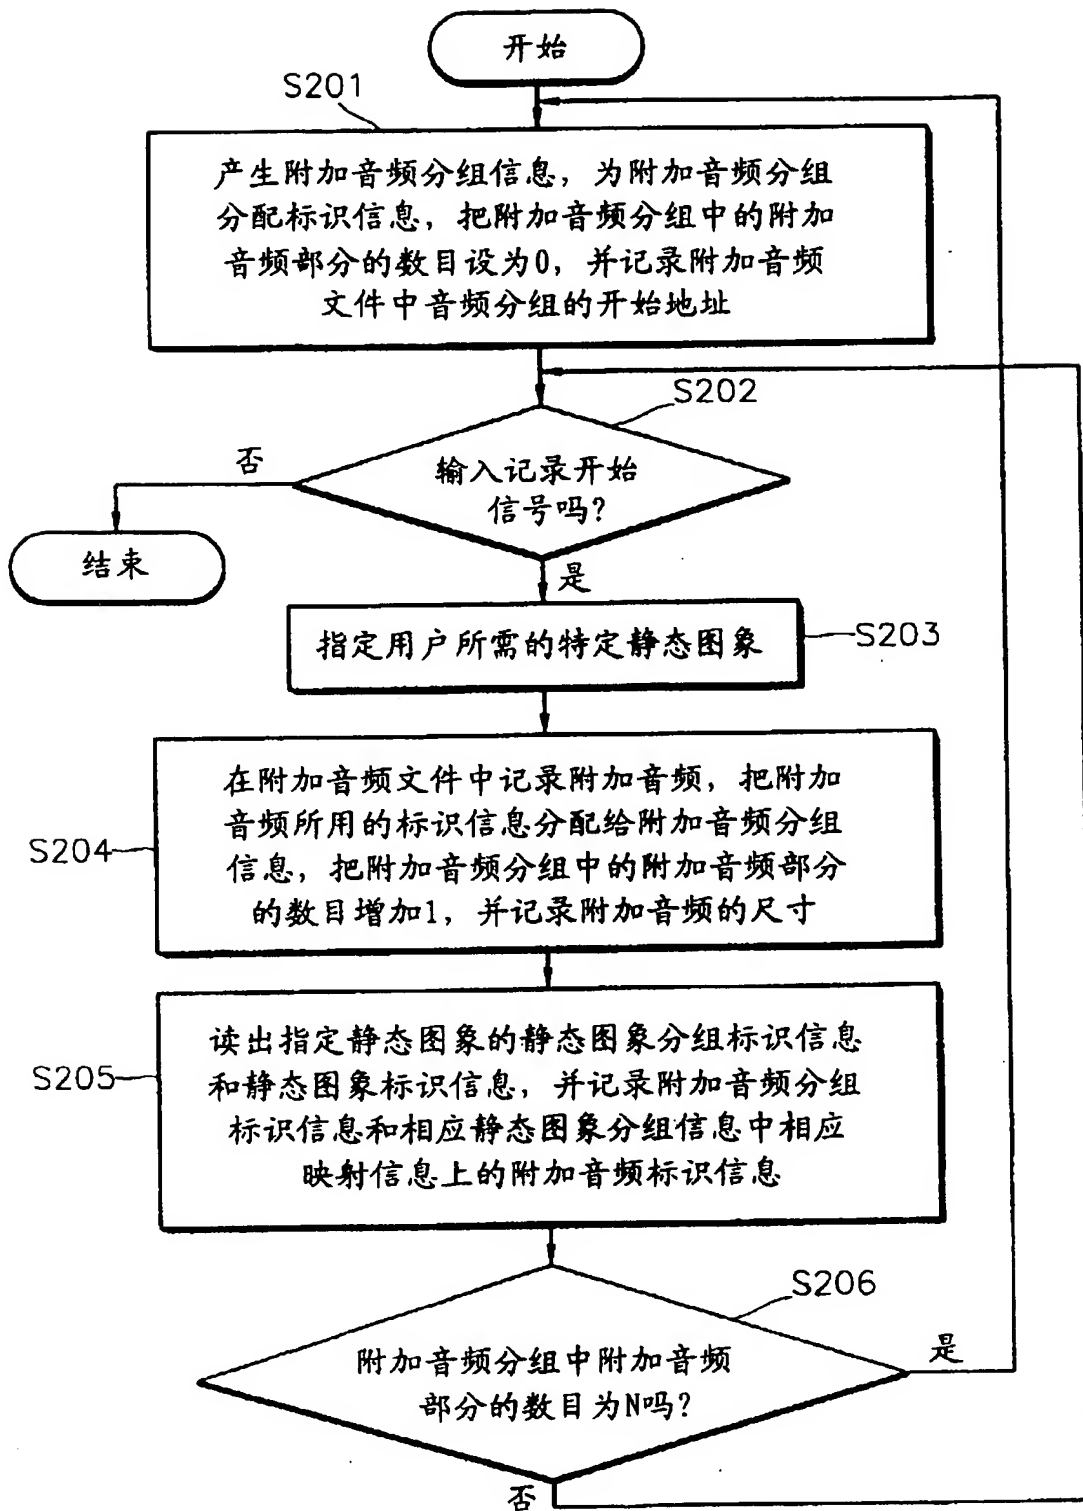 开始
S201
产生附加音频分组信息，为附加音频分组
分配标识信息，把附加音频分组中的附加
音频部分的数目设为0，并记录附加音频
文件中音频分组的开始地址
S202
否
输入记录开始
信号吗？
结束
是
指定用户所需的特定静态图象
S203
在附加音频文件中记录附加音频，把附加
音频所用的标识信息分配给附加音频分组
信息，把附加音频分组中的附加音频部分
的数目增加1，并记录附加音频的尺寸
S204
读出指定静态图象的静态图象分组标识信息
和静态图象标识信息，并记录附加音频分组
标识信息和相应静态图象分组信息中相应
映射信息上的附加音频标识信息
S205
S206
是
附加音频分组中附加音频
部分的数目为N吗？
否